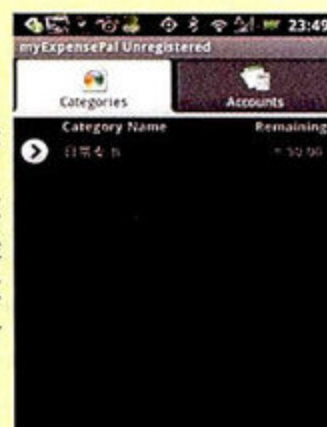 23:49
myExpensePal Unregistered
Categories Accounts
Category Name Remaining